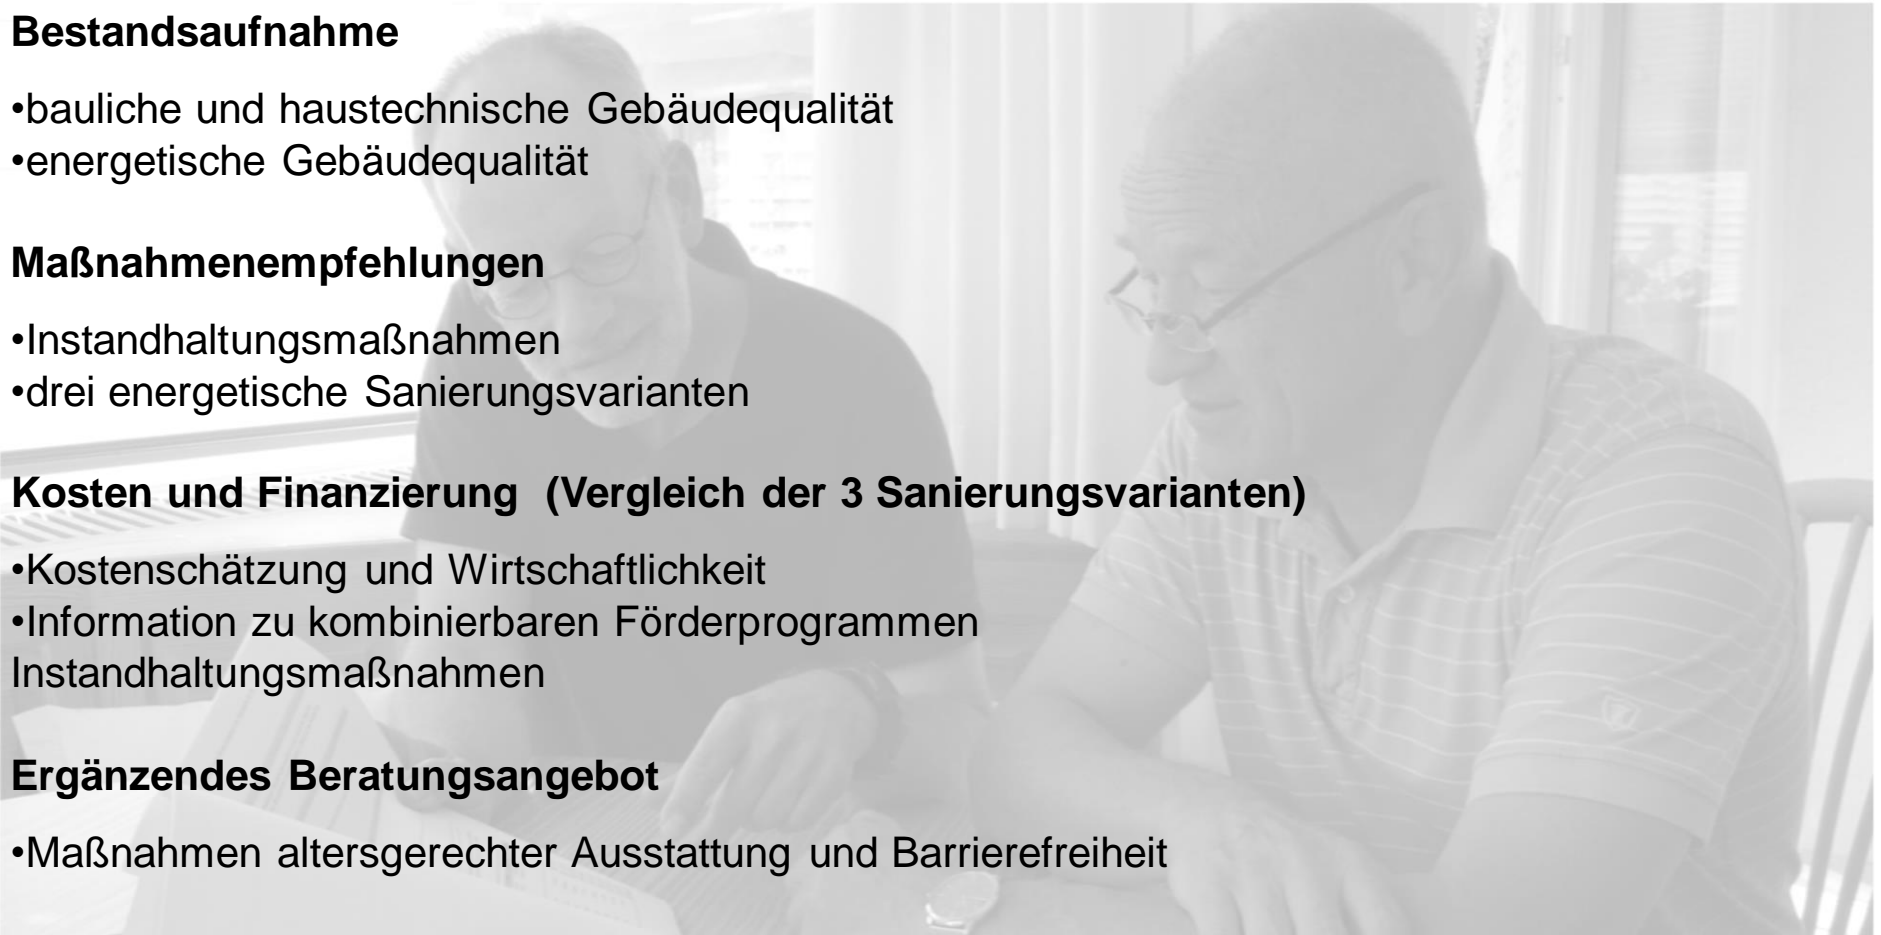 Bestandsaufnahme
•bauliche und haustechnische Gebäudequalität
•energetische Gebäudequalität
Maßnahmenempfehlungen
•Instandhaltungsmaßnahmen
•drei energetische Sanierungsvarianten
Kosten und Finanzierung  (Vergleich der 3 Sanierungsvarianten)
•Kostenschätzung und Wirtschaftlichkeit
•Information zu kombinierbaren Förderprogrammen
Instandhaltungsmaßnahmen
Ergänzendes Beratungsangebot
•Maßnahmen altersgerechter Ausstattung und Barrierefreiheit